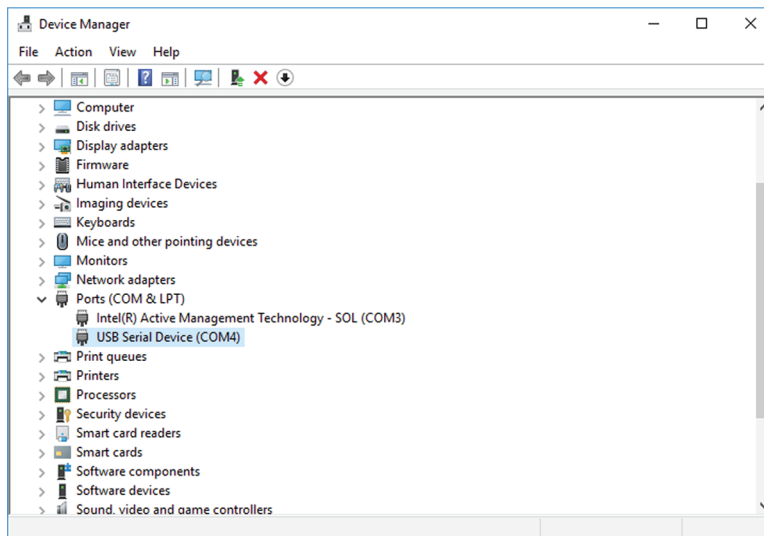 Device Manager
File Action View Help
Computer
Disk drives
Display adapters
Firmware
Human Interface Devices
Imaging devices
Keyboards
Mice and other pointing devices
Monitors
Network adapters
Ports (COM & LPT)
Intel(R) Active Management Technology - SOL (COM3)
USB Serial Device (COM4)
Print queues
Printers
Processors
Security devices
Smart card readers
Smart cards
Software components
Software devices
Sound, video and game controllers